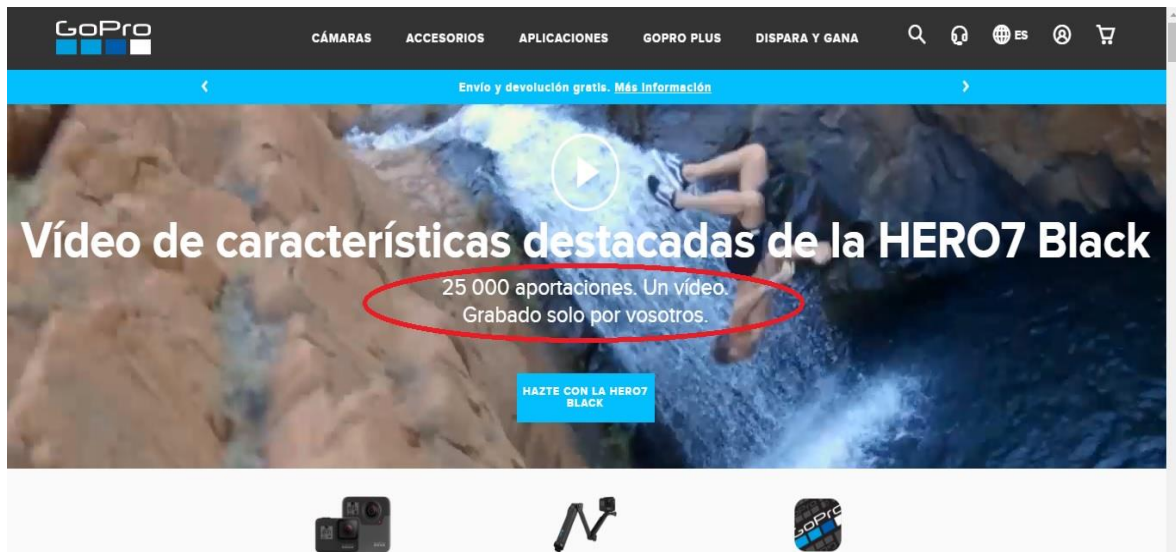 GoPro
CÁMARAS ACCESORIOS APLICACIONES GOPRO PLUS DISPARA Y GANA ES
Envío y devolución gratis. Más información
Vídeo de características destacadas de la HERO7 Black
25 000 aportaciones. Un vídeo.
Grabado solo por vosotros.
HAZTE CON LA HERO7
BLACK
GoPro